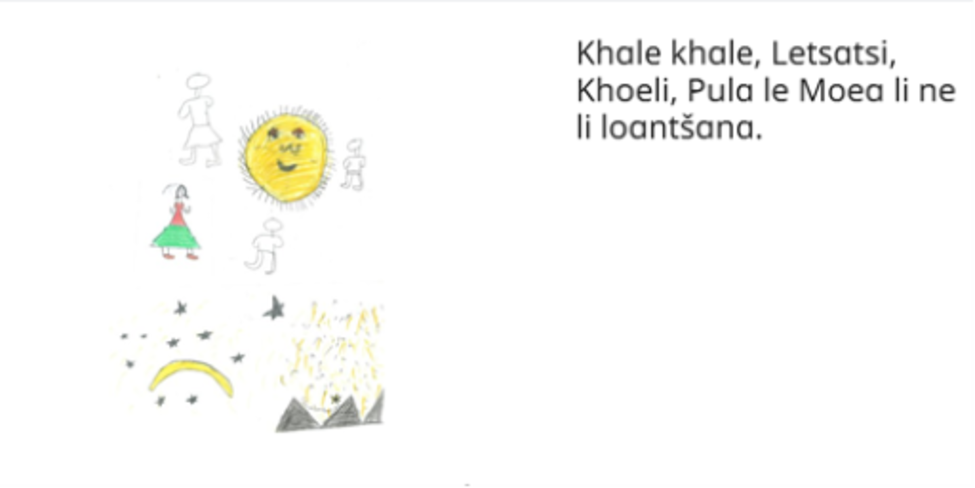 Khale khale, Letsatsi,
Khoeli, Pula le Moea li ne
li loantšana.